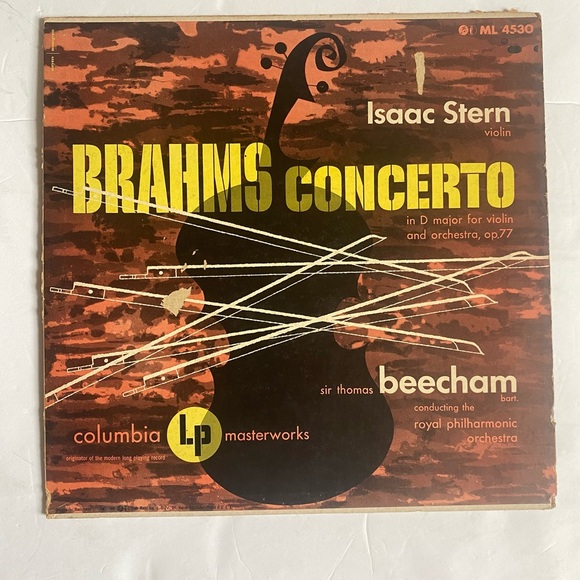 ML 4530
Isaac Stern
violin
BRAHMS CONCERTO
in D major for violin
and orchestra, op.77
sir thomas beecham
bart.
conducting the
royal philharmonic
orchestra
columbia Lp masterworks
originator of the modern long playing record